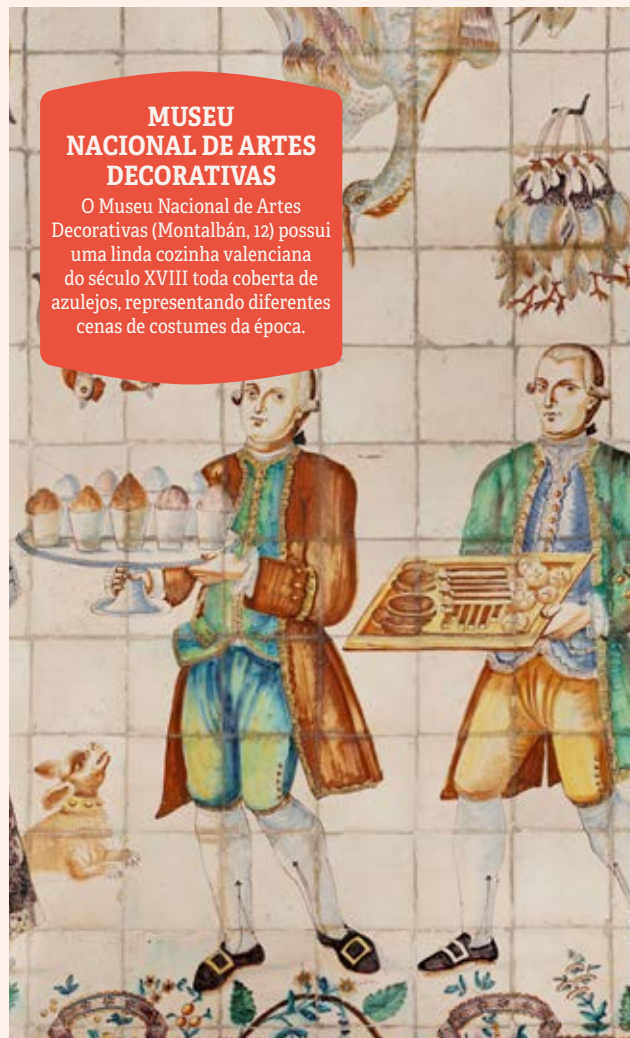 MUSEU
NACIONAL DE ARTES
DECORATIVAS
O Museu Nacional de Artes
Decorativas (Montalbán, 12) possui
uma linda cozinha valenciana
do século XVIII toda coberta de
azulejos, representando diferentes
cenas de costumes da época.